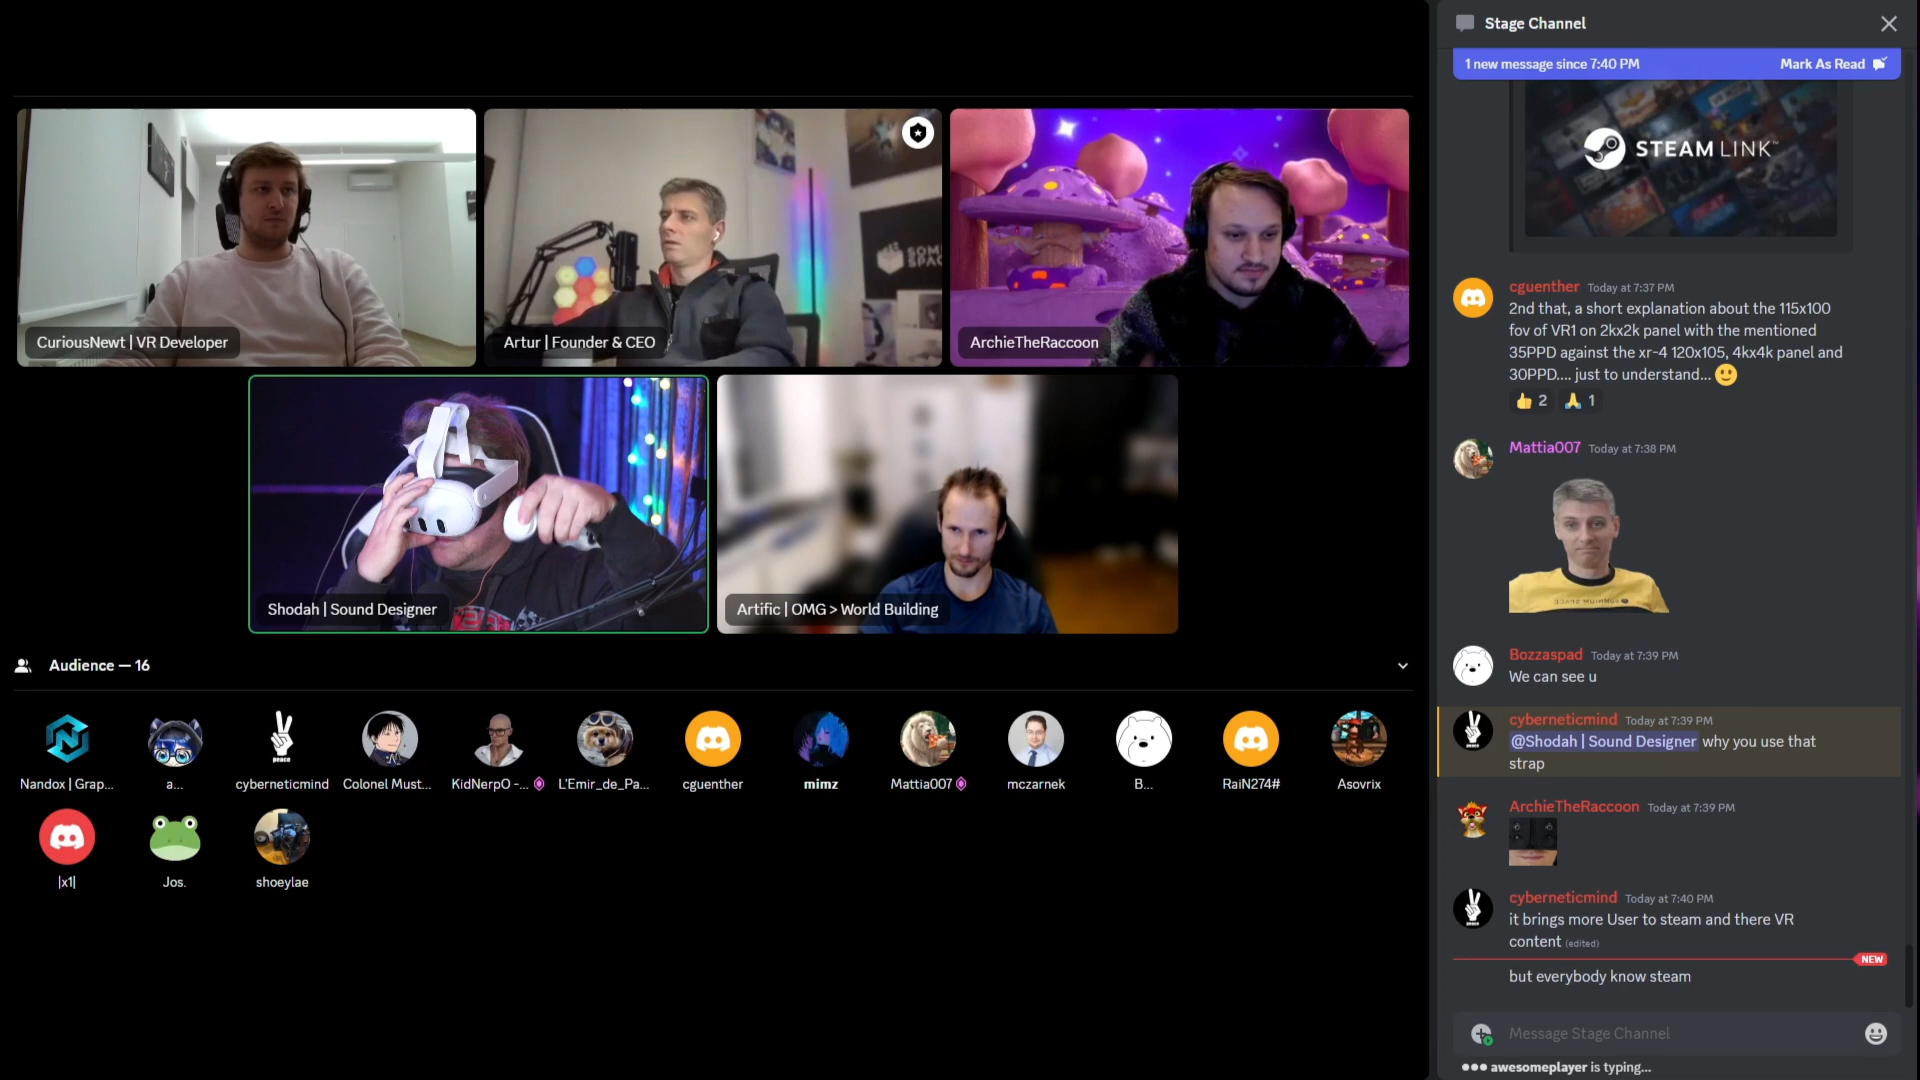 Stage Channel
1 new message since 7:40 PM
Mark As Read
STEAM LINK™
cguenther Today at 7:37 PM
2nd that, a short explanation about the 115x100
fov of VR1 on 2kx2k panel with the mentioned
35PPD against the xr-4 120x105, 4kx4k panel and
30PPD.... just to understand...
2 1
Mattia007 Today at 7:38 PM
Bozzaspad Today at 7:39 PM
We can see u
cyberneticmind Today at 7:39 PM
@Shodah | Sound Designer why you use that
strap
ArchieTheRaccoon Today at 7:39 PM
cyberneticmind Today at 7:40 PM
it brings more User to steam and there VR
content (edited)
NEW
but everybody know steam
Message Stage Channel
awesomeplayer is typing...
CuriousNewt | VR Developer
Artur | Founder & CEO
ArchieTheRaccoon
Shodah | Sound Designer
Artific | OMG > World Building
Audience — 16
Nandox | Grap...
a...
cyberneticmind
Colonel Must...
KidNerpO -...
L'Emir_de_Pa...
cguenther
mimz
Mattia007
mczarnek
B...
RaiN274#
Asovrix
|x1|
Jos.
shoeylae
peace